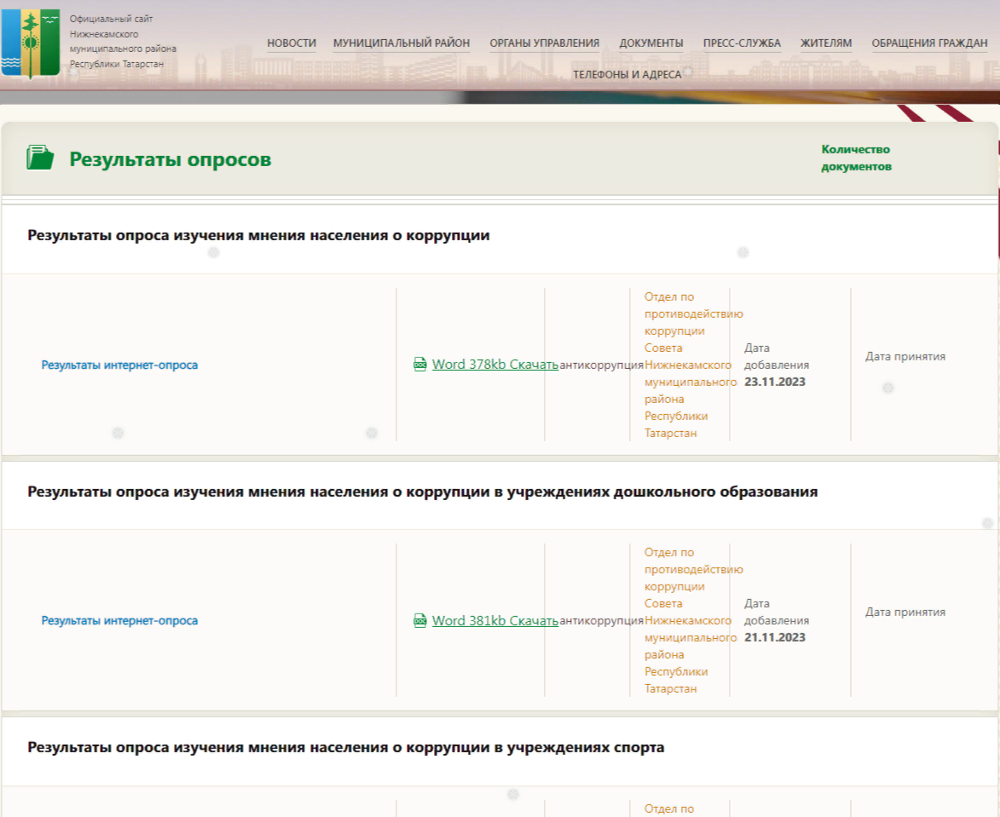 Официальный сайт
Нижнекамского
муниципального района
Республики Татарстан
НОВОСТИ МУНИЦИПАЛЬНЫЙ РАЙОН ОРГАНЫ УПРАВЛЕНИЯ ДОКУМЕНТЫ ПРЕСС-СЛУЖБА ЖИТЕЛЯМ ОБРАЩЕНИЯ ГРАЖДАН
ТЕЛЕФОНЫ И АДРЕСА
Результаты опросов
Количество
документов
Результаты опроса изучения мнения населения о коррупции
Результаты интернет-опроса
DOC
Word 378kb Скачать
антикоррупция
Отдел по
противодействию
коррупции
Совета
Нижнекамского
муниципального
района
Республики
Татарстан
Дата
добавления
23.11.2023
Дата принятия
Результаты опроса изучения мнения населения о коррупции в учреждениях дошкольного образования
Результаты интернет-опроса
DOC
Word 381kb Скачать
антикоррупция
Отдел по
противодействию
коррупции
Совета
Нижнекамского
муниципального
района
Республики
Татарстан
Дата
добавления
21.11.2023
Дата принятия
Результаты опроса изучения мнения населения о коррупции в учреждениях спорта
Отдел по